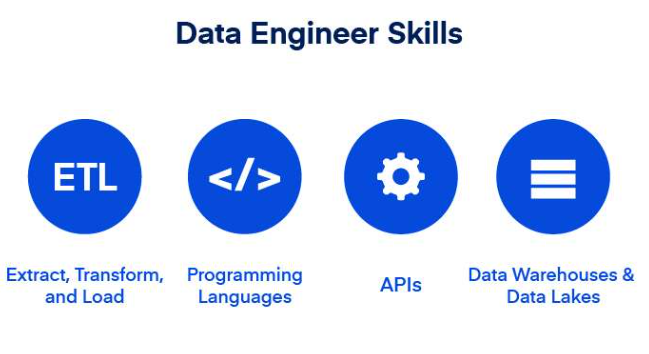 Data Engineer Skills
ETL
</>
Extract, Transform,
and Load
Programming
Languages
APIs
Data Warehouses &
Data Lakes